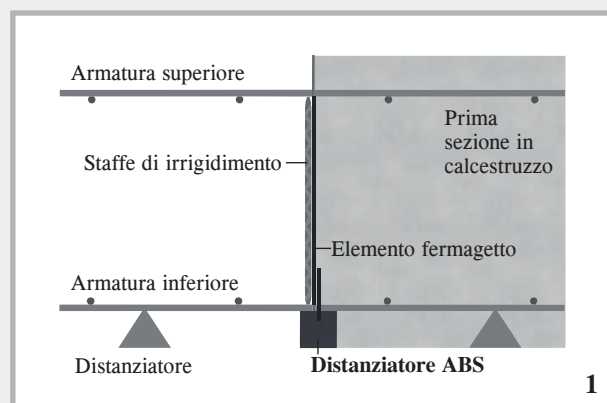 Armatura superiore
Prima
sezione in
calcestruzzo
Staffe di irrigidimento
Elemento fermagetto
Armatura inferiore
Distanziatore
Distanziatore ABS
1